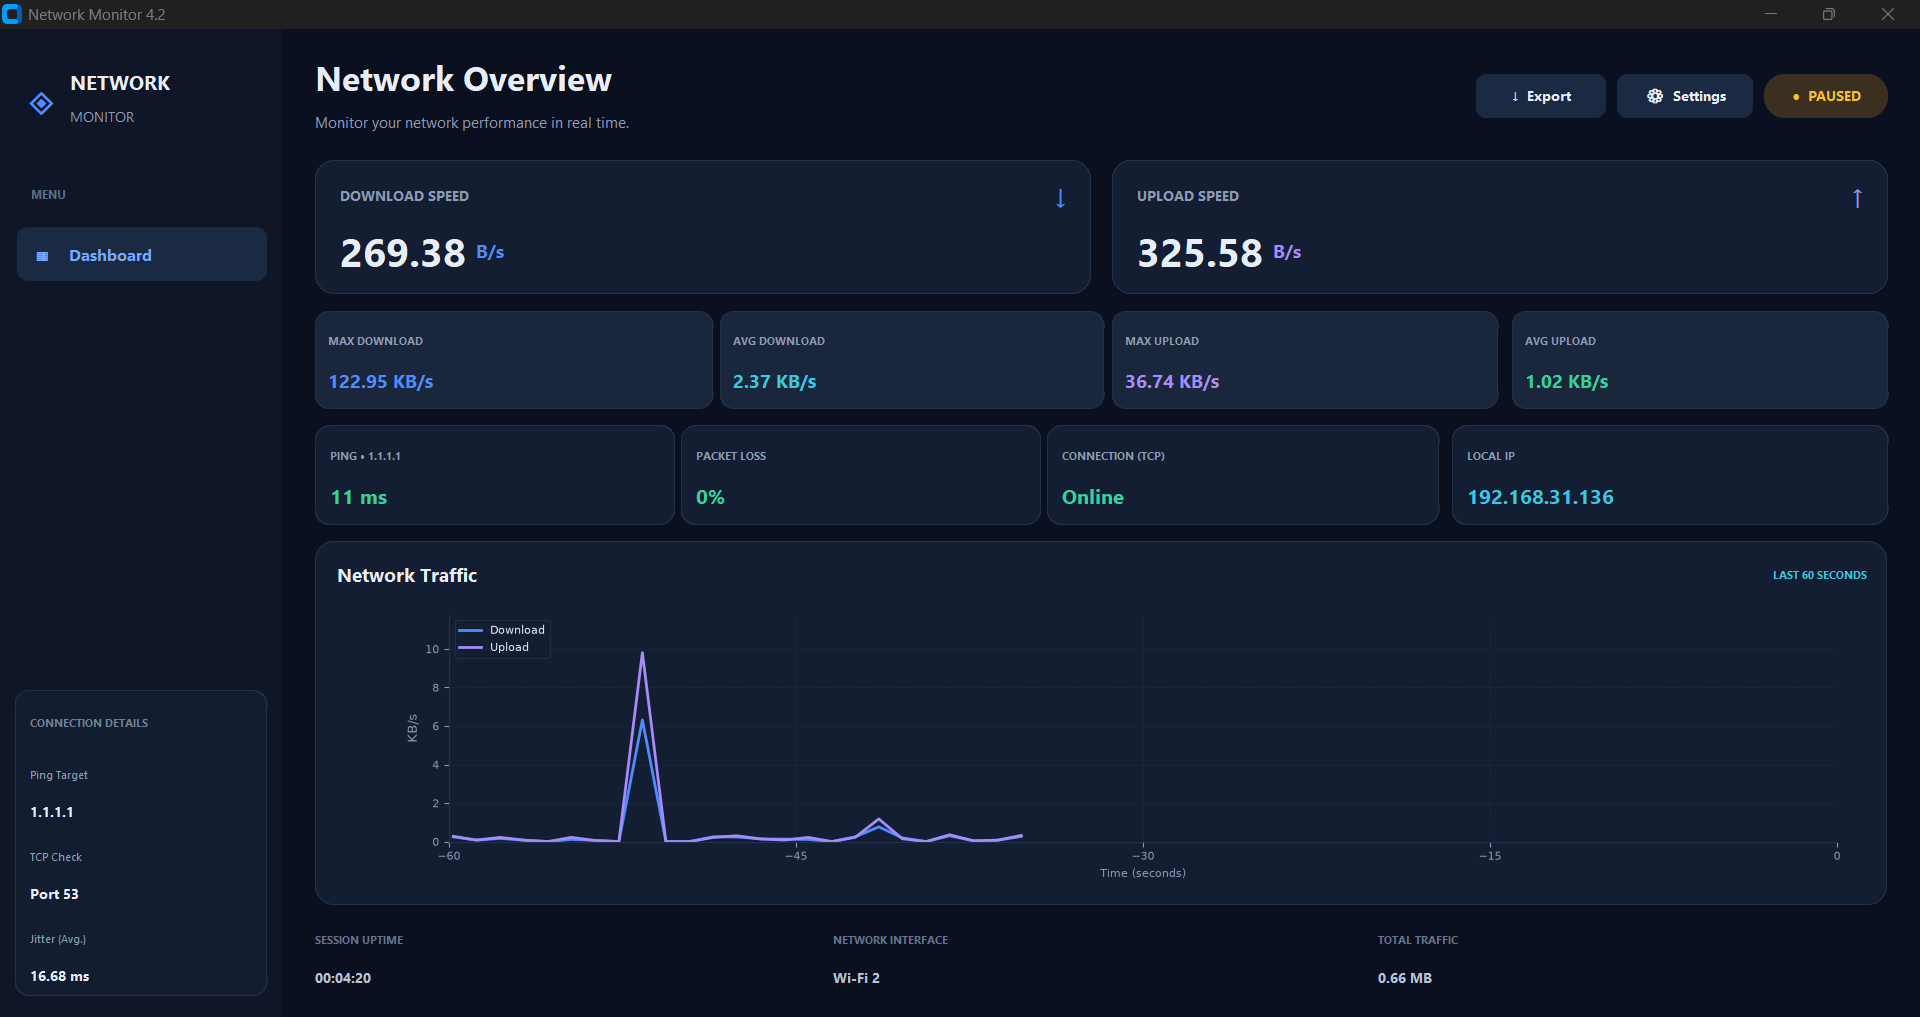 Network Monitor 4.2
NETWORK
MONITOR
MENU
Dashboard
CONNECTION DETAILS
Ping Target
1.1.1.1
TCP Check
Port 53
Jitter (Avg.)
16.68 ms
Network Overview
Monitor your network performance in real time.
↓ Export
Settings
• PAUSED
DOWNLOAD SPEED
↓
269.38 B/s
UPLOAD SPEED
↑
325.58 B/s
MAX DOWNLOAD
122.95 KB/s
AVG DOWNLOAD
2.37 KB/s
MAX UPLOAD
36.74 KB/s
AVG UPLOAD
1.02 KB/s
PING • 1.1.1.1
11 ms
PACKET LOSS
0%
CONNECTION (TCP)
Online
LOCAL IP
192.168.31.136
Network Traffic
LAST 60 SECONDS
Download
Upload
KB/s
10
8
6
4
2
0
−60
−45
−30
−15
0
Time (seconds)
SESSION UPTIME
00:04:20
NETWORK INTERFACE
Wi-Fi 2
TOTAL TRAFFIC
0.66 MB